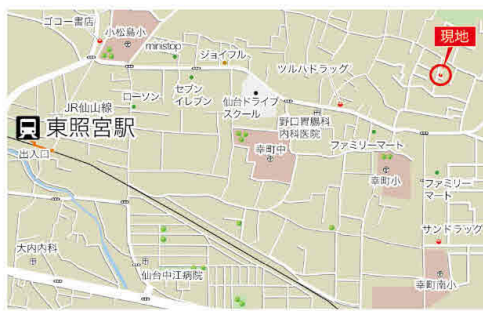 ゴコー書店
小松島小
現地
ministop
ジョイフル
ツルハドラッグ
セブン
イレブン
JR仙山線
ローソン
仙台ドライブ
スクール
東照宮駅
野口胃腸科
内科医院
ファミリーマート
出入口
幸町中
幸町小
ファミリー
マート
サンドラッグ
大内内科
仙台中江病院
幸町南小